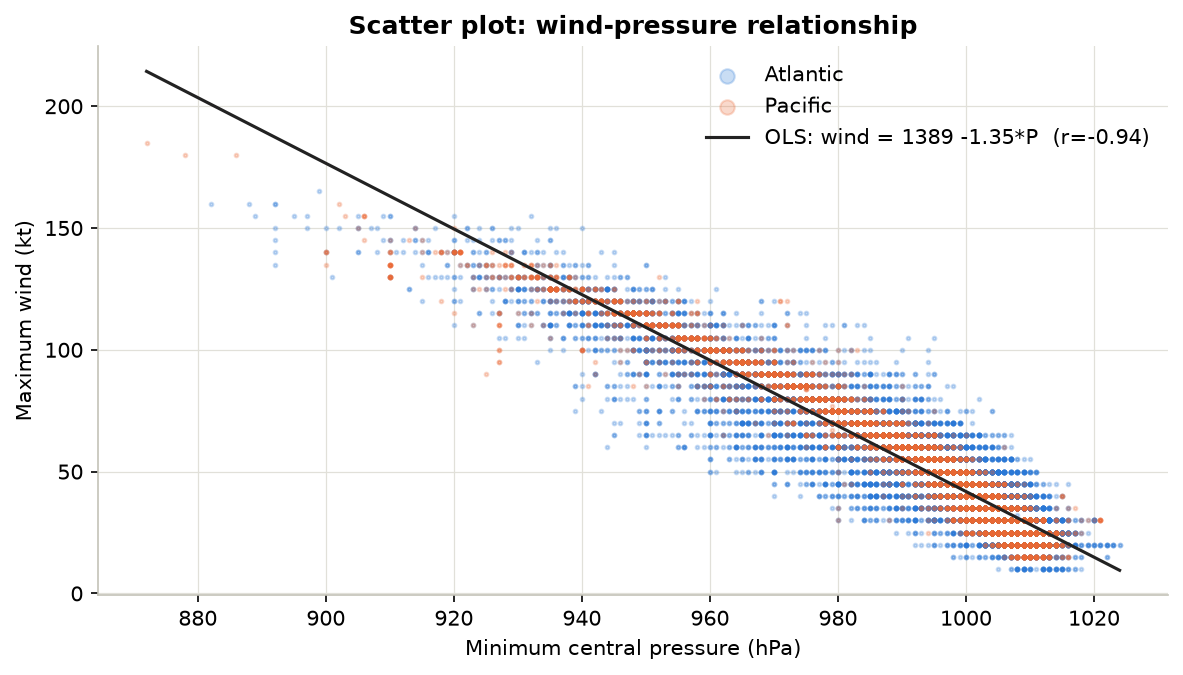 Scatter plot: wind-pressure relationship
Atlantic
Pacific
OLS: wind = 1389 -1.35*P  (r=-0.94)
Maximum wind (kt)
200
150
100
50
0
880
900
920
940
960
980
1000
1020
Minimum central pressure (hPa)